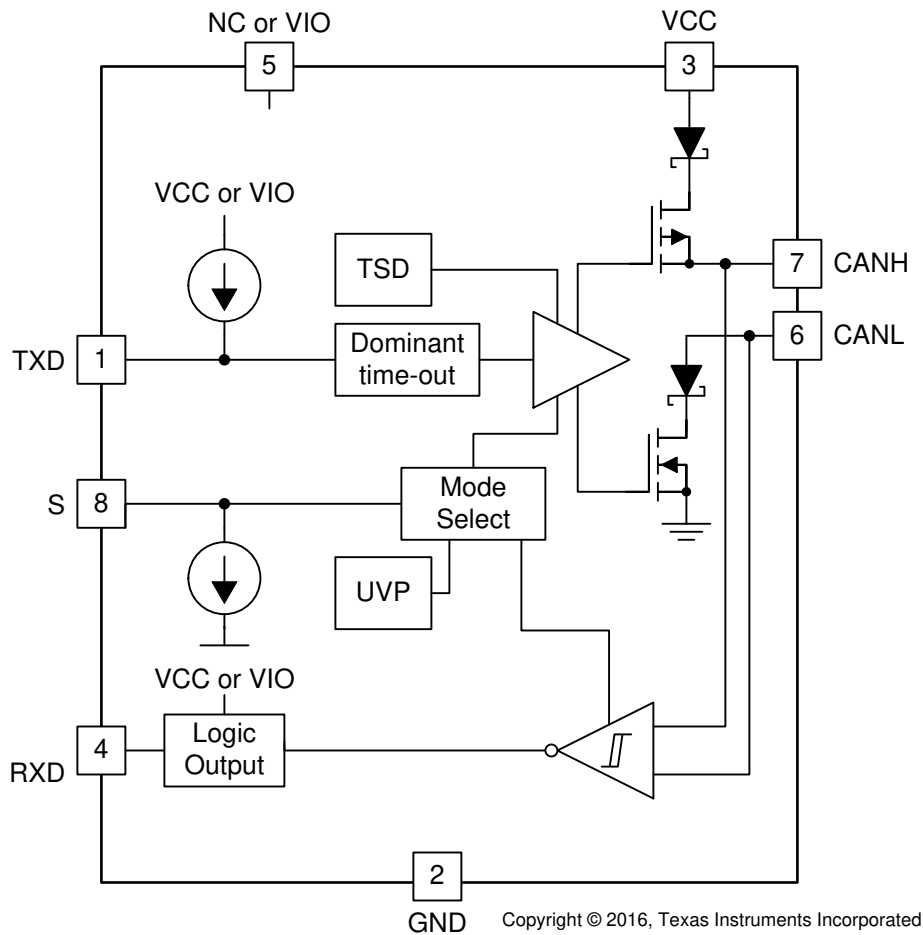 NC or VIO
VCC
5
3
VCC or VIO
TSD
7
CANH
6
CANL
TXD
1
Dominant
time-out
S
8
Mode
Select
UVP
VCC or VIO
RXD
4
Logic
Output
2
GND
Copyright © 2016, Texas Instruments Incorporated